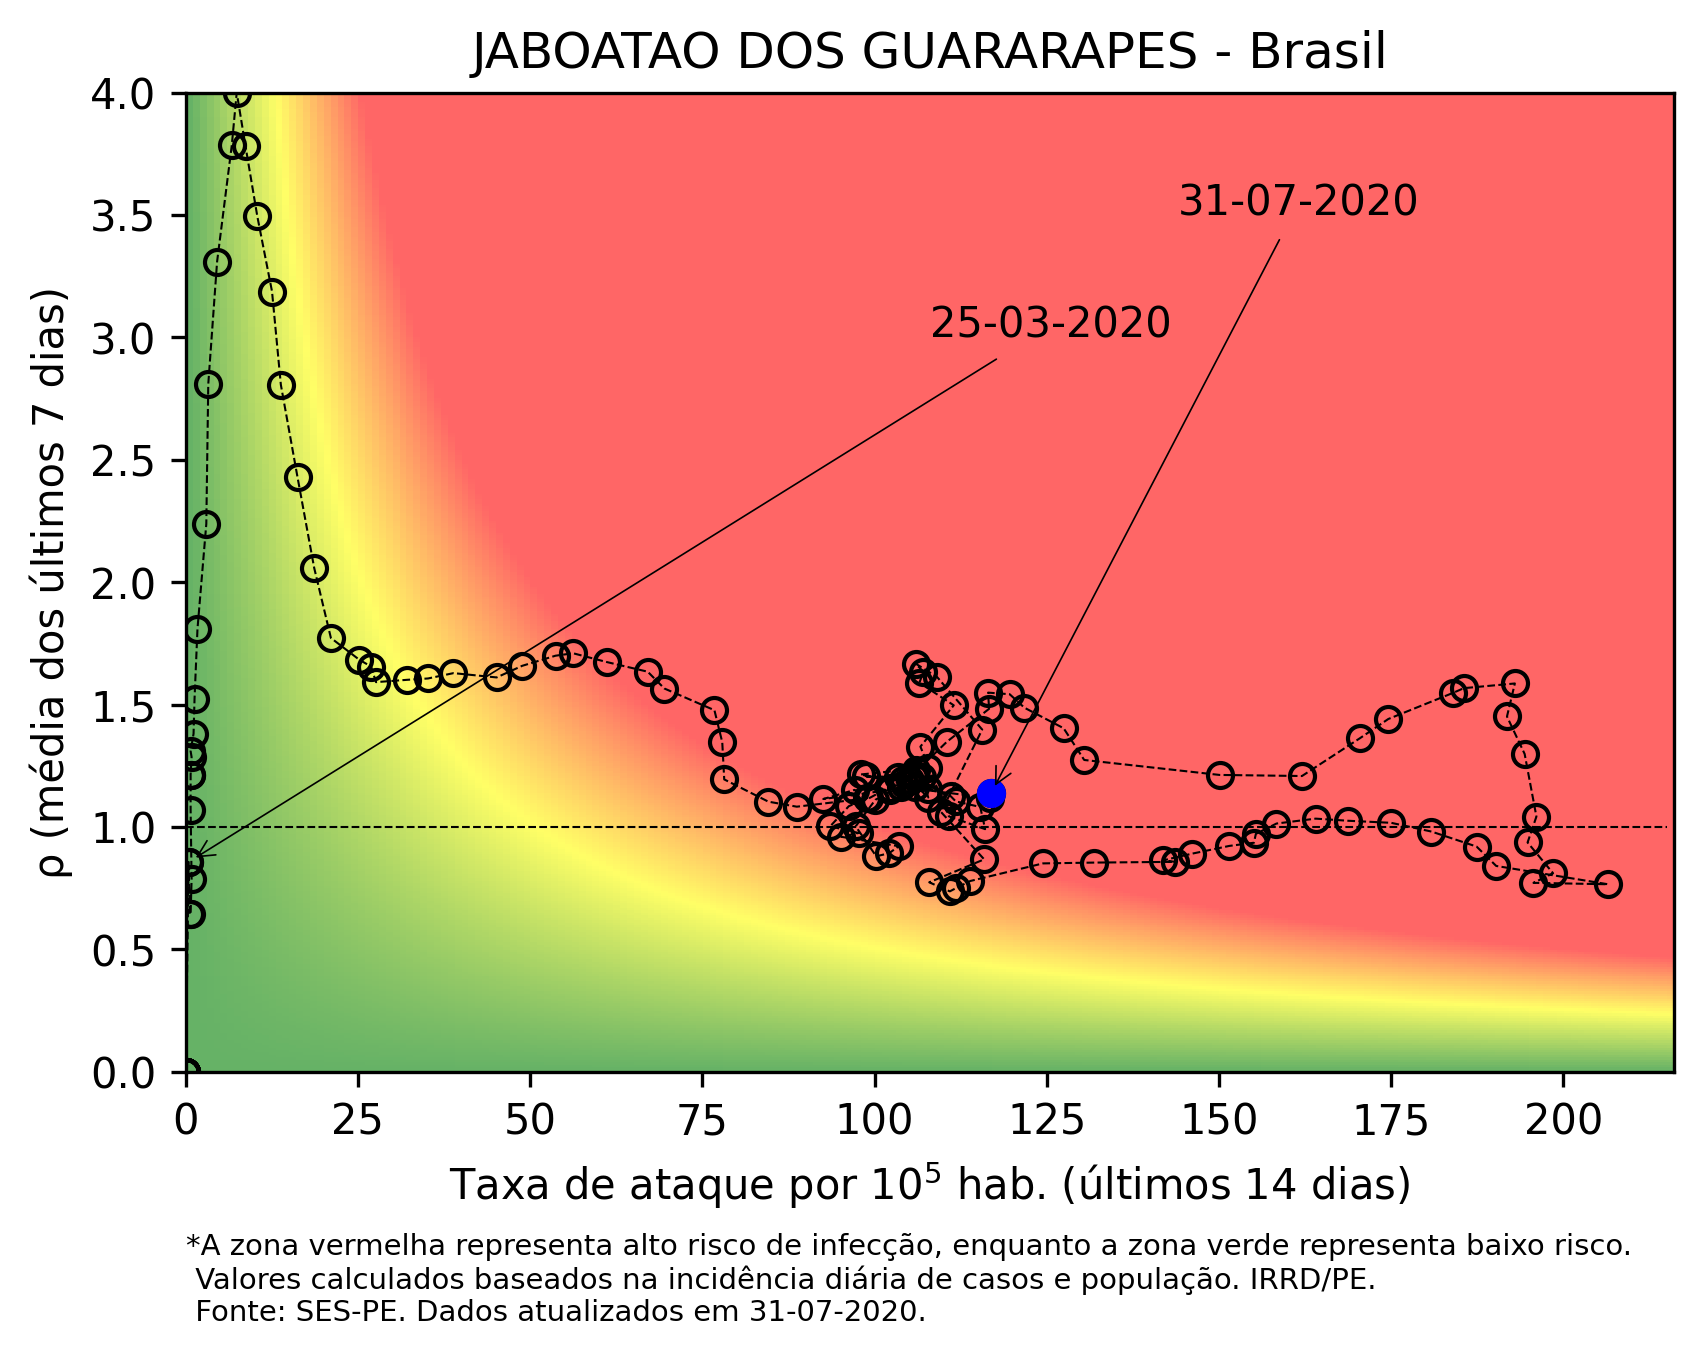 JABOATAO DOS GUARARAPES - Brasil
4.0
3.5
3.0
2.5
2.0
1.5
1.0
0.5
0.0
ρ (média dos últimos 7 dias)
31-07-2020
25-03-2020
0 25 50 75 100 125 150 175 200
Taxa de ataque por 10⁵ hab. (últimos 14 dias)
*A zona vermelha representa alto risco de infecção, enquanto a zona verde representa baixo risco.
Valores calculados baseados na incidência diária de casos e população. IRRD/PE.
Fonte: SES-PE. Dados atualizados em 31-07-2020.